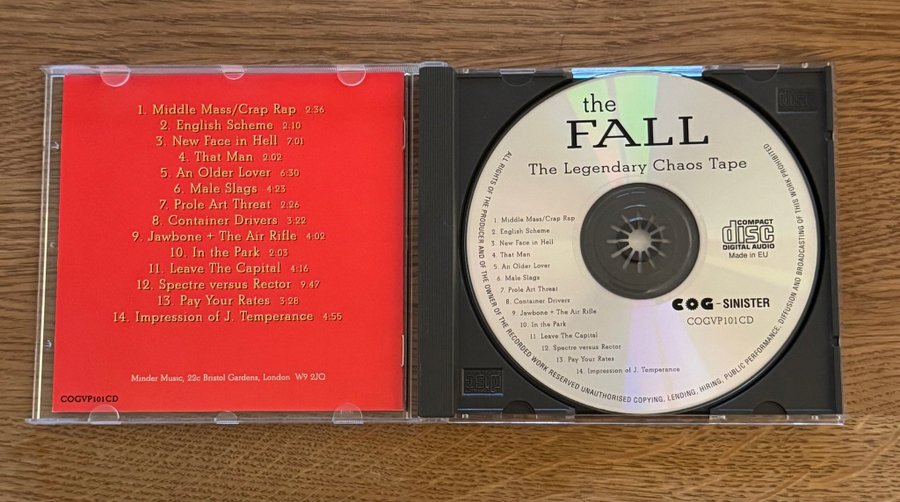 1. Middle Mass/Crap Rap 2:36
2. English Scheme 2:10
3. New Face in Hell 7:01
4. That Man 2:02
5. An Older Lover 6:30
6. Male Slags 4:23
7. Prole Art Threat 2:26
8. Container Drivers 3:22
9. Jawbone + The Air Rifle 4:02
10. In the Park 2:03
11. Leave The Capital 4:16
12. Spectre versus Rector 9:47
13. Pay Your Rates 3:28
14. Impression of J. Temperance 4:55
Minder Music, 22c Bristol Gardens, London W9 2JQ
COGVP101CD
the
FALL
The Legendary Chaos Tape
1. Middle Mass/Crap Rap
2. English Scheme
3. New Face in Hell
4. That Man
5. An Older Lover
6. Male Slags
7. Prole Art Threat
8. Container Drivers
9. Jawbone + The Air Rifle
10. In the Park
11. Leave The Capital
12. Spectre versus Rector
13. Pay Your Rates
14. Impression of J. Temperance
COMPACT
disc
DIGITAL AUDIO
Made in EU
COG-SINISTER
COGVP101CD
ALL RIGHTS OF THE PRODUCER AND OF THE OWNER OF THE RECORDED WORK RESERVED UNAUTHORISED COPYING, LENDING, HIRING, PUBLIC PERFORMANCE, DIFFUSION AND BROADCASTING OF THIS WORK PROHIBITED